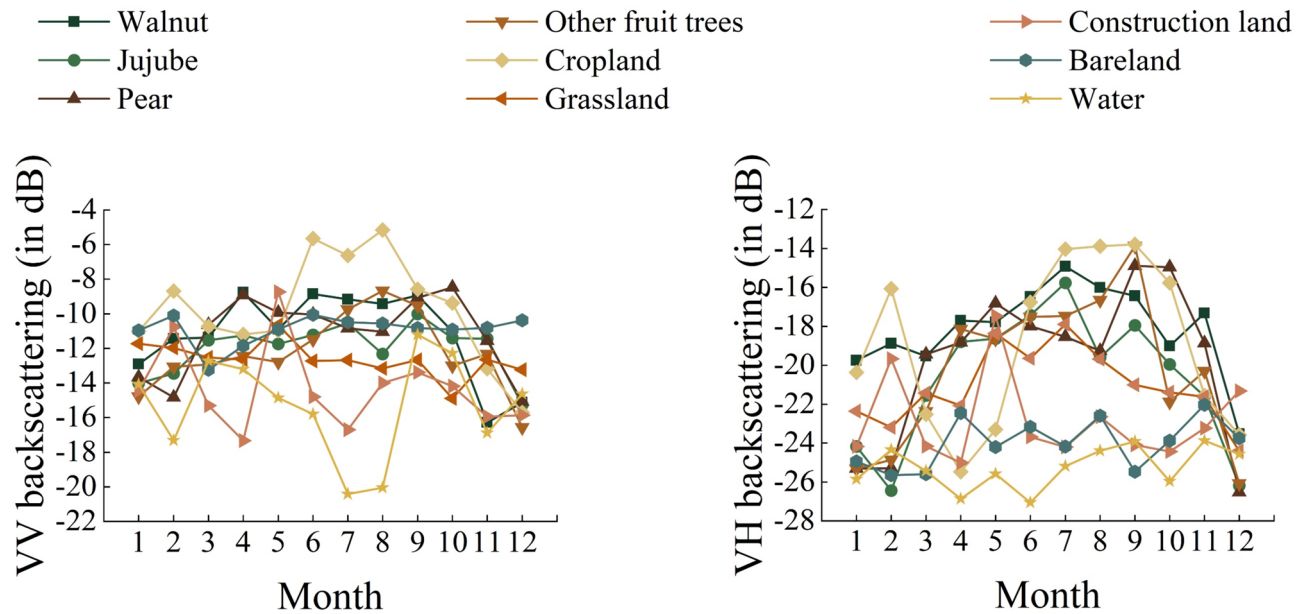 Walnut
Jujube
Pear
Other fruit trees
Cropland
Grassland
Construction land
Bareland
Water
VV backscattering (in dB)
-4
-6
-8
-10
-12
-14
-16
-18
-20
-22
1 2 3 4 5 6 7 8 9 10 11 12
Month
VH backscattering (in dB)
-12
-14
-16
-18
-20
-22
-24
-26
-28
1 2 3 4 5 6 7 8 9 10 11 12
Month